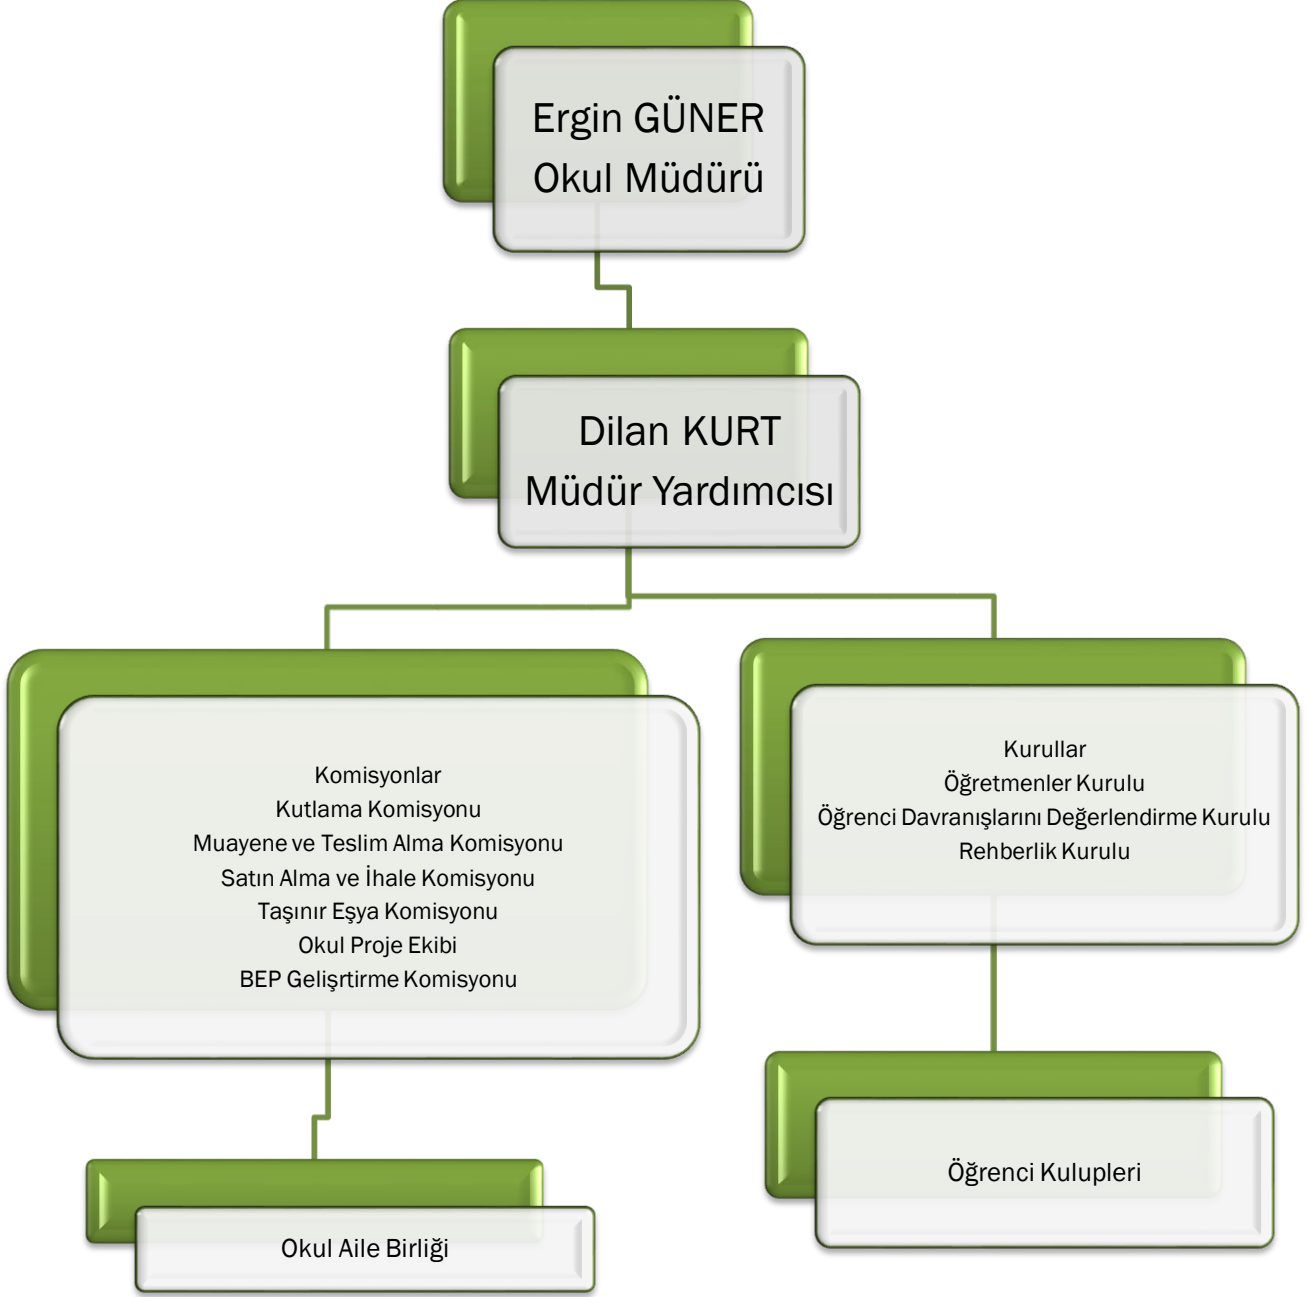 Ergin GÜNER
Okul Müdürü
Dilan KURT
Müdür Yardımcısı
Komisyonlar
Kutlama Komisyonu
Muayene ve Teslim Alma Komisyonu
Satın Alma ve İhale Komisyonu
Taşınır Eşya Komisyonu
Okul Proje Ekibi
BEP Gelişrtirme Komisyonu
Kurullar
Öğretmenler Kurulu
Öğrenci Davranışlarını Değerlendirme Kurulu
Rehberlik Kurulu
Okul Aile Birliği
Öğrenci Kulupleri